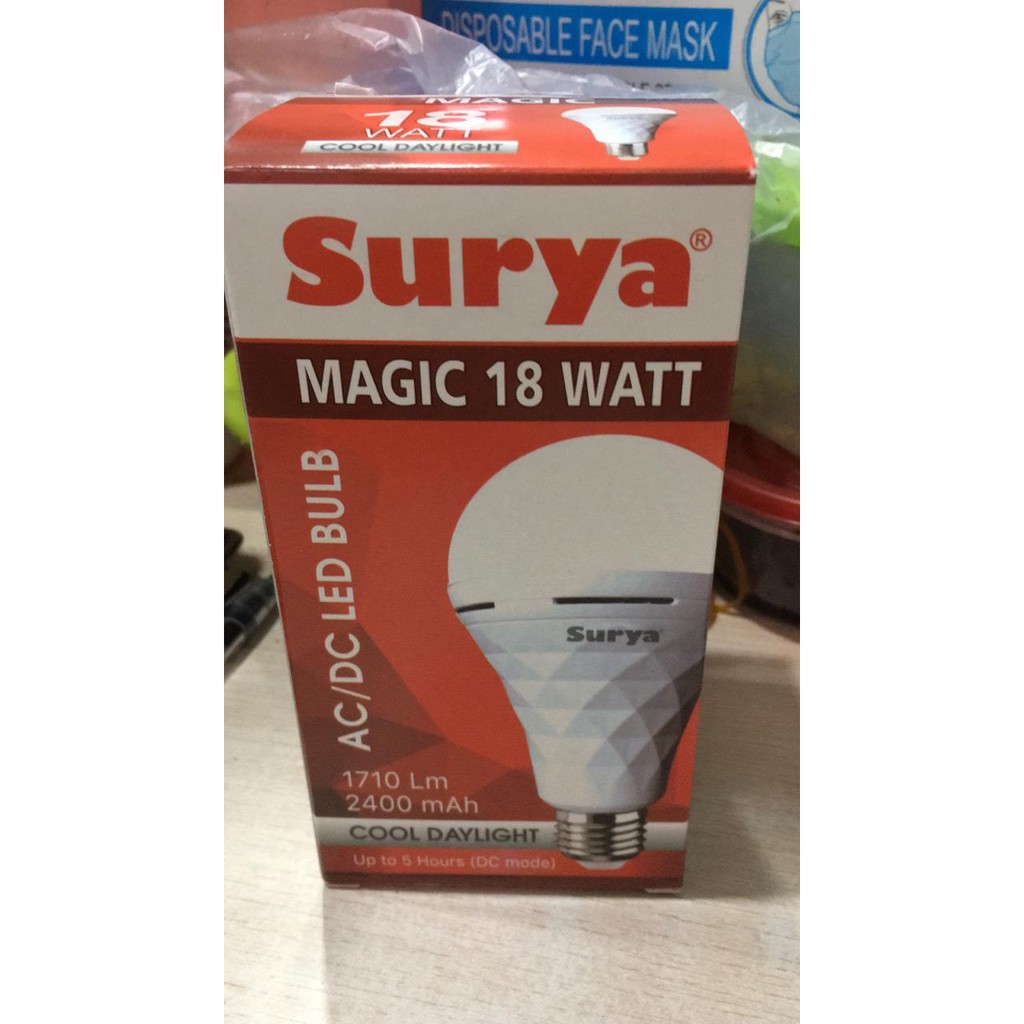 DISPOSABLE FACE MASK
MAGIC
18
WATT
COOL DAYLIGHT
Surya®
MAGIC 18 WATT
AC/DC LED BULB
Surya
1710 Lm
2400 mAh
COOL DAYLIGHT
Up to 5 Hours (DC mode)